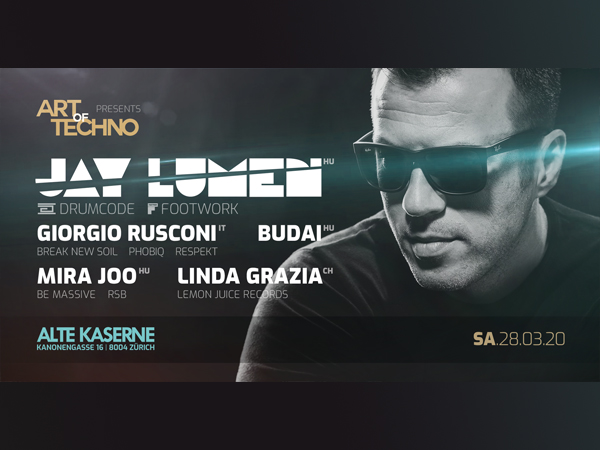 ART OF TECHNO PRESENTS
JAY LUMEN HU
DRUMCODE FOOTWORK
GIORGIO RUSCONI IT BUDAI HU
BREAK NEW SOIL PHOBIQ RESPEKT
MIRA JOO HU LINDA GRAZIA CH
BE MASSIVE RSB LEMON JUICE RECORDS
ALTE KASERNE
KANONENGASSE 16 | 8004 ZÜRICH
SA.28.03.20